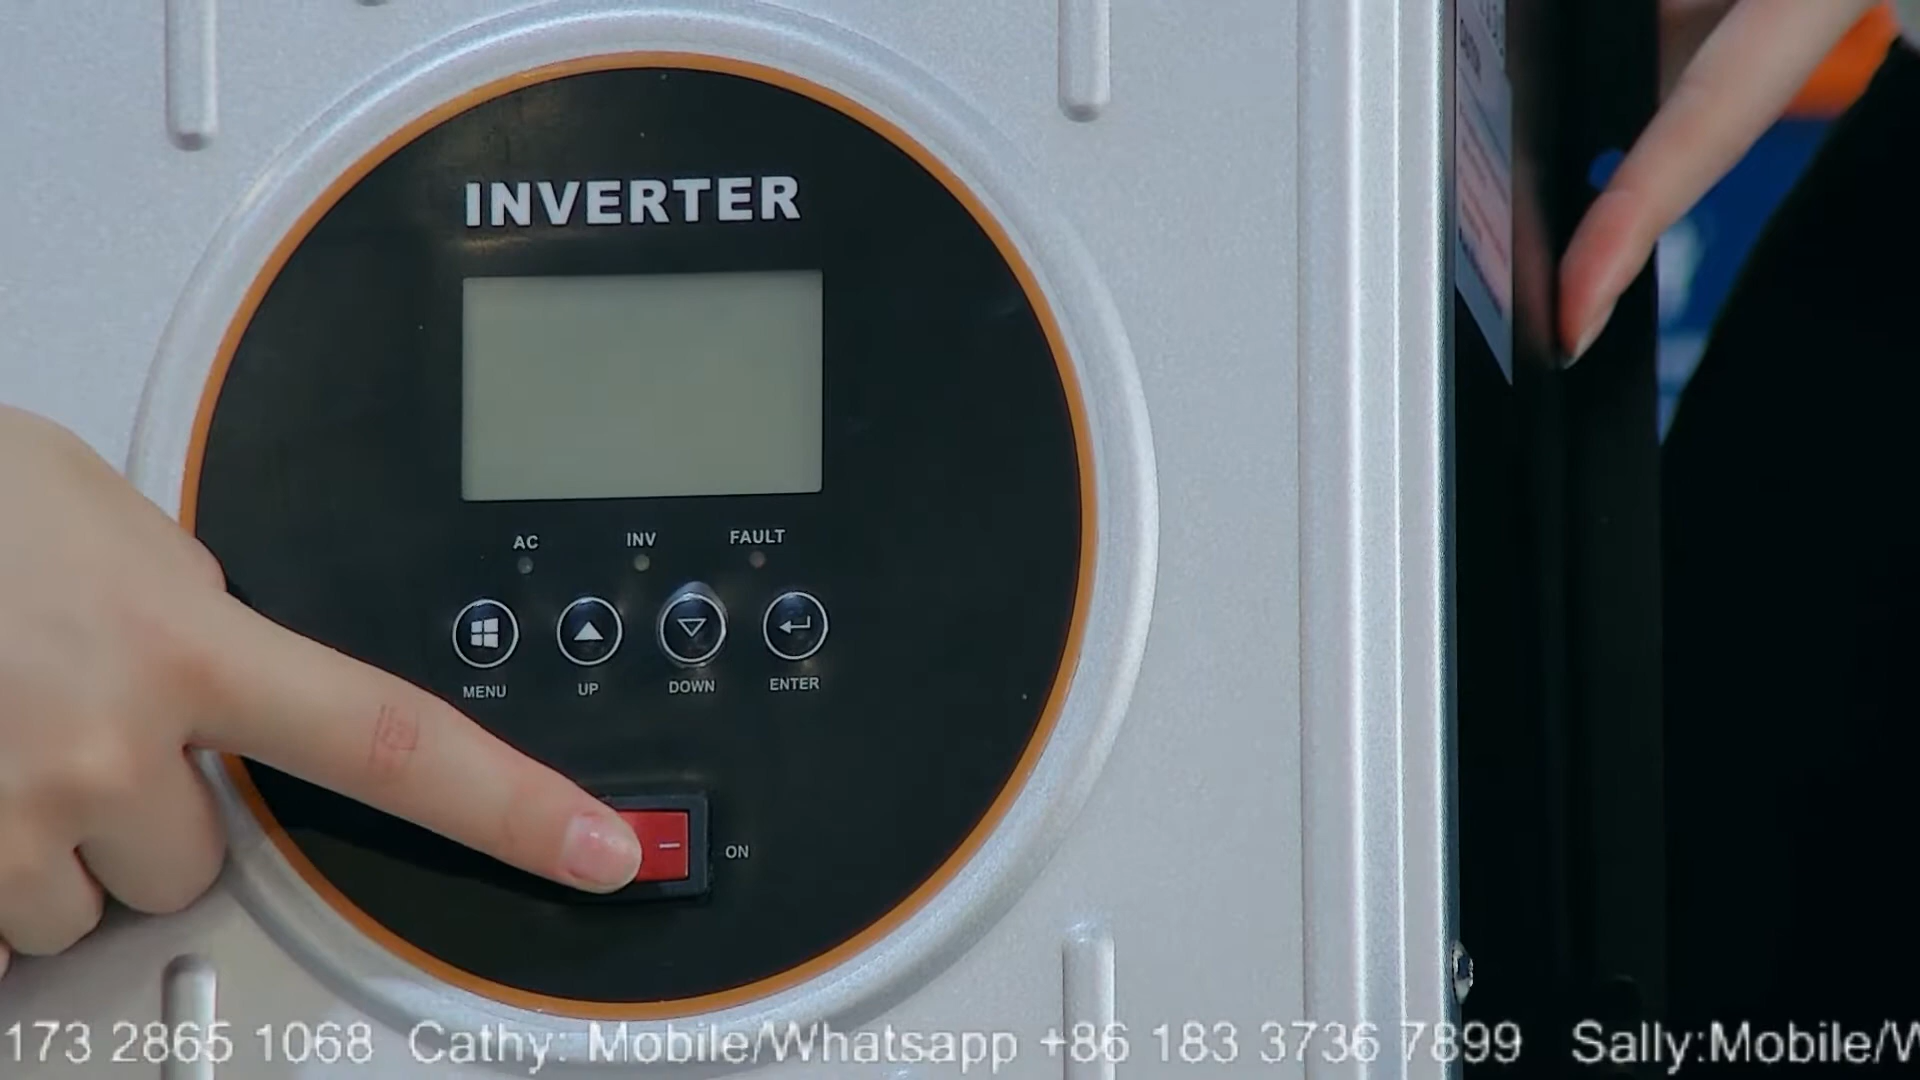 INVERTER
AC INV FAULT
MENU UP DOWN ENTER
ON
173 2865 1068 Cathy: Mobile/Whatsapp +86 183 3736 7899 Sally:Mobile/W